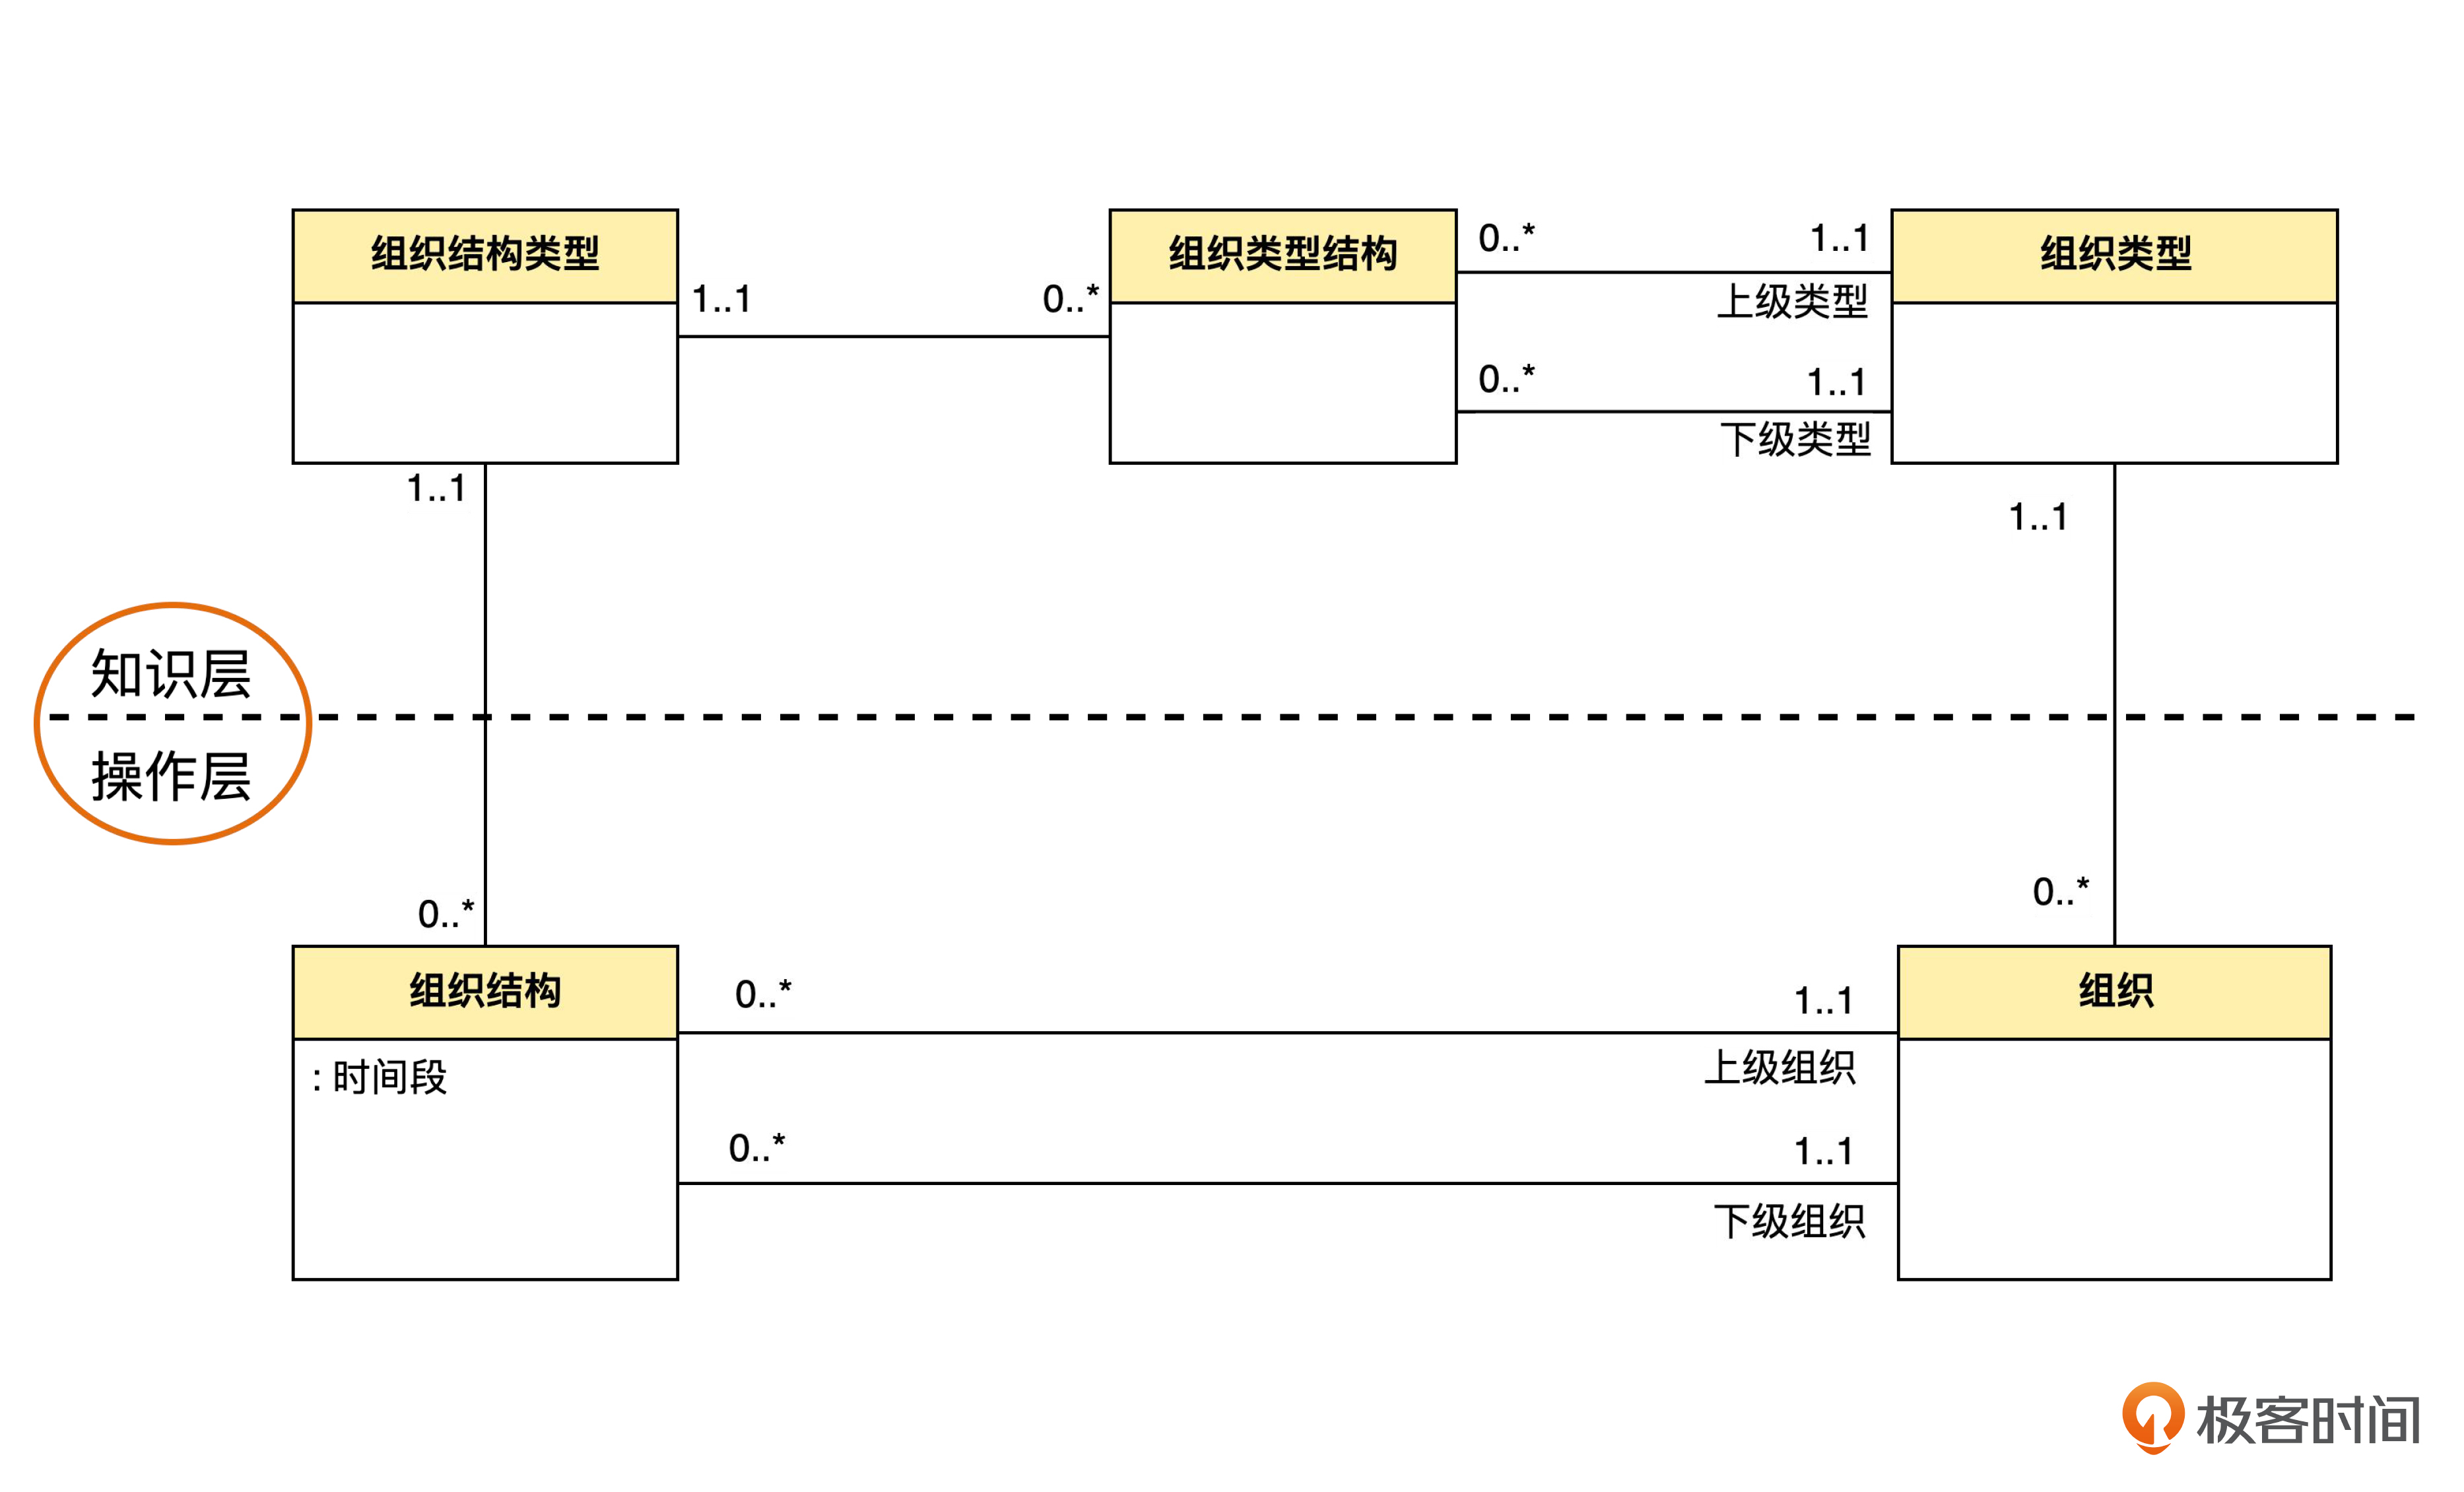 组织结构类型
组织类型结构
组织类型
0..*
1..1
上级类型
1..1
0..*
0..*
1..1
下级类型
1..1
1..1
知识层
操作层
0..*
0..*
组织结构
组织
: 时间段
0..*
1..1
上级组织
0..*
1..1
下级组织
极客时间